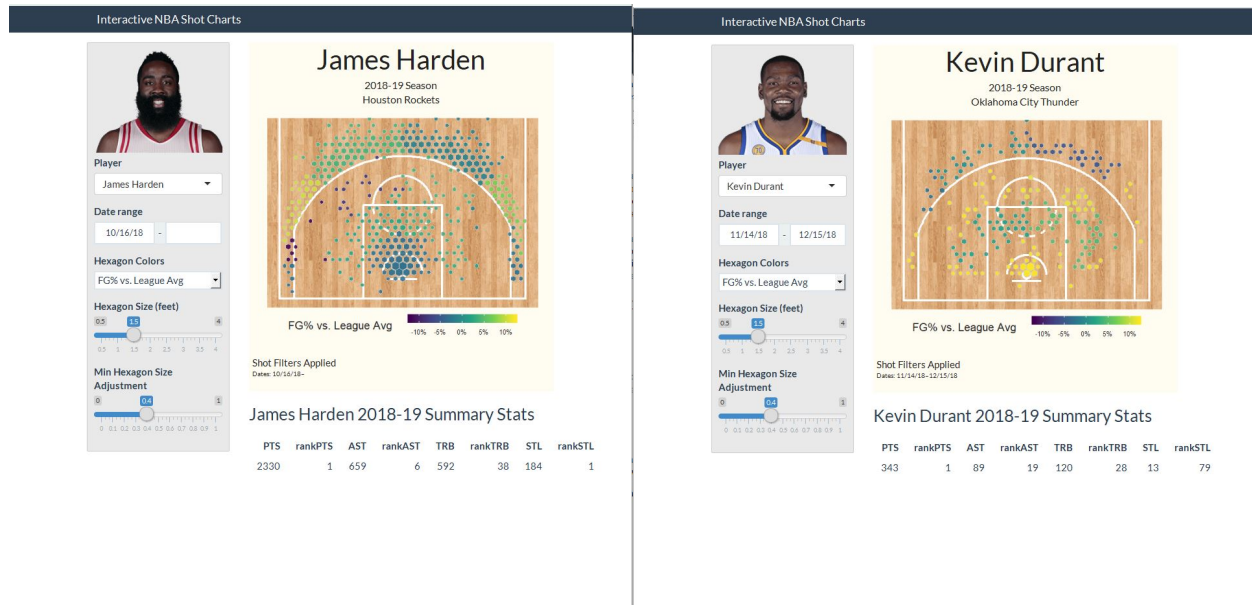 Interactive NBA Shot Charts
Player
James Harden
Date range
10/16/18 -
Hexagon Colors
FG% vs. League Avg
Hexagon Size (feet)
0.5 1.5 4
0.5 1 1.5 2 2.5 3 3.5 4
Min Hexagon Size
Adjustment
0 0.4 1
0 0.1 0.2 0.3 0.4 0.5 0.6 0.7 0.8 0.9 1
James Harden
2018-19 Season
Houston Rockets
FG% vs. League Avg
-10% -5% 0% 5% 10%
Shot Filters Applied
Dates: 10/16/18–
James Harden 2018-19 Summary Stats
PTS rankPTS AST rankAST TRB rankTRB STL rankSTL
2330 1 659 6 592 38 184 1
Interactive NBA Shot Charts
Player
Kevin Durant
Date range
11/14/18 - 12/15/18
Hexagon Colors
FG% vs. League Avg
Hexagon Size (feet)
0.5 1.5 4
0.5 1 1.5 2 2.5 3 3.5 4
Min Hexagon Size
Adjustment
0 0.4 1
0 0.1 0.2 0.3 0.4 0.5 0.6 0.7 0.8 0.9 1
Kevin Durant
2018-19 Season
Oklahoma City Thunder
FG% vs. League Avg
-10% -5% 0% 5% 10%
Shot Filters Applied
Dates: 11/14/18–12/15/18
Kevin Durant 2018-19 Summary Stats
PTS rankPTS AST rankAST TRB rankTRB STL rankSTL
343 1 89 19 120 28 13 79